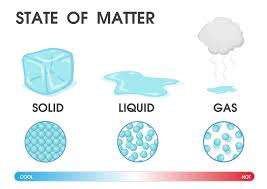 STATE OF MATTER
SOLID LIQUID GAS
COOL HOT